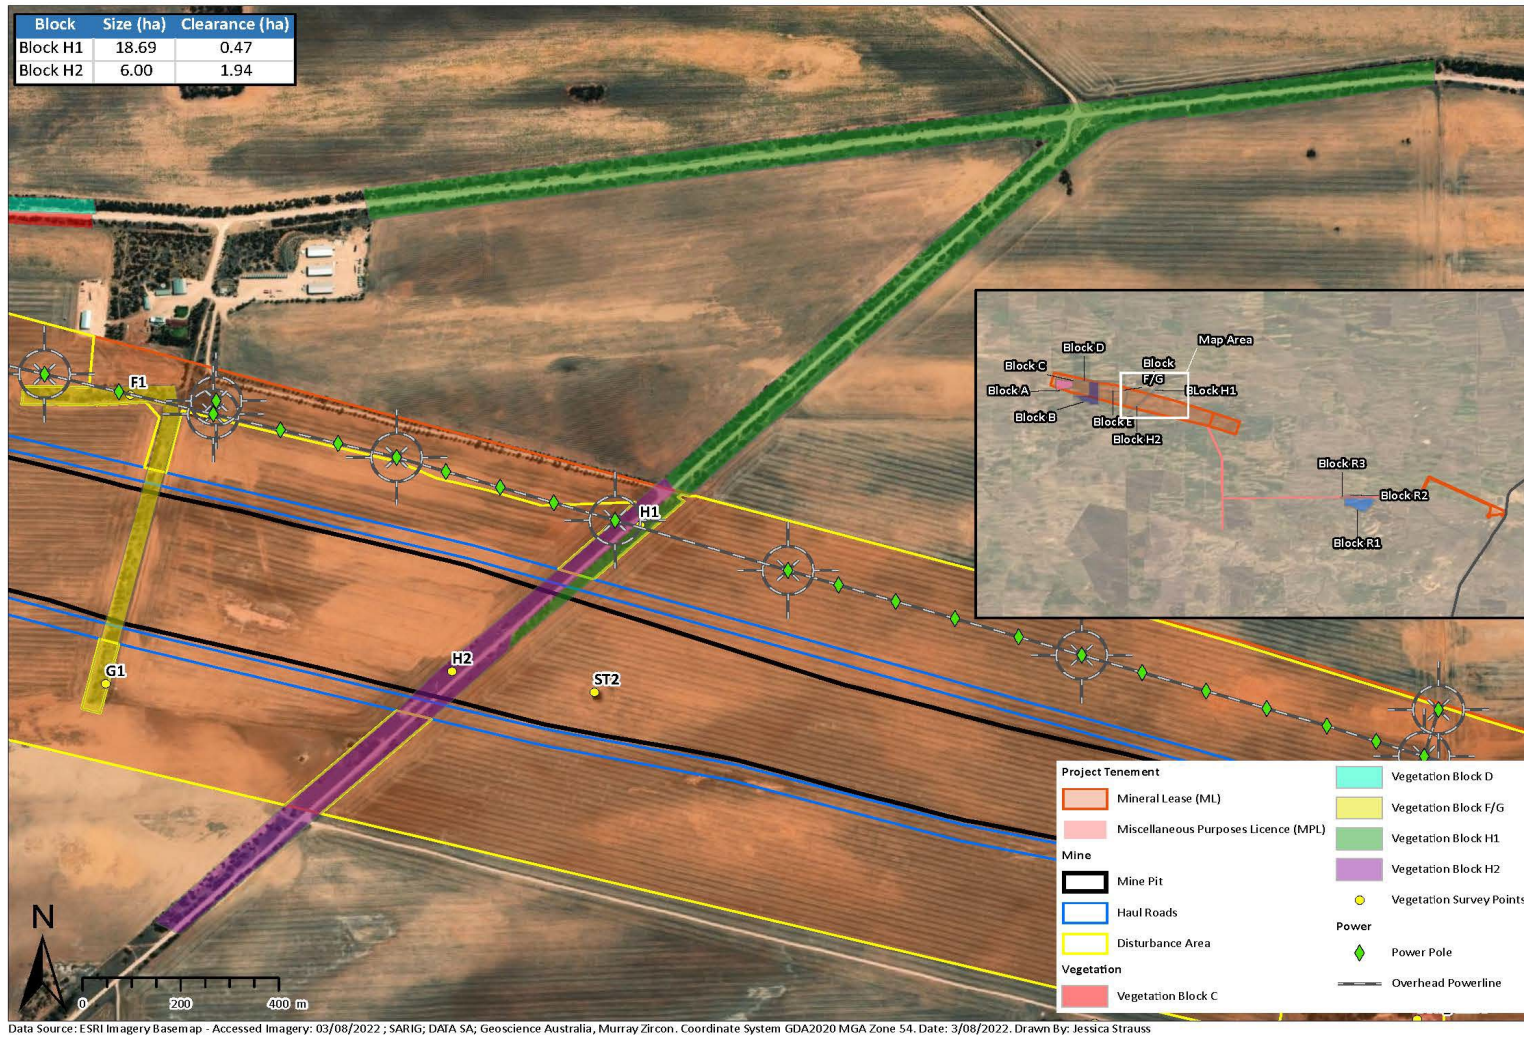 Block Size (ha) Clearance (ha)
Block H1 18.69 0.47
Block H2 6.00 1.94
F1
H1
H2
G1
ST2
Map Area
Block D
Block
F/G
Block C
Block A
BLock H1
Block B
Block E
Block H2
Block R3
Block R2
Block R1
N
0 200 400 m
Project Tenement
Mineral Lease (ML)
Miscellaneous Purposes Licence (MPL)
Mine
Mine Pit
Haul Roads
Disturbance Area
Vegetation
Vegetation Block C
Vegetation Block D
Vegetation Block F/G
Vegetation Block H1
Vegetation Block H2
Vegetation Survey Points
Power
Power Pole
Overhead Powerline
Data Source: ESRI Imagery Basemap - Accessed Imagery: 03/08/2022 ; SARIG; DATA SA; Geoscience Australia, Murray Zircon. Coordinate System GDA2020 MGA Zone 54. Date: 3/08/2022. Drawn By: Jessica Strauss